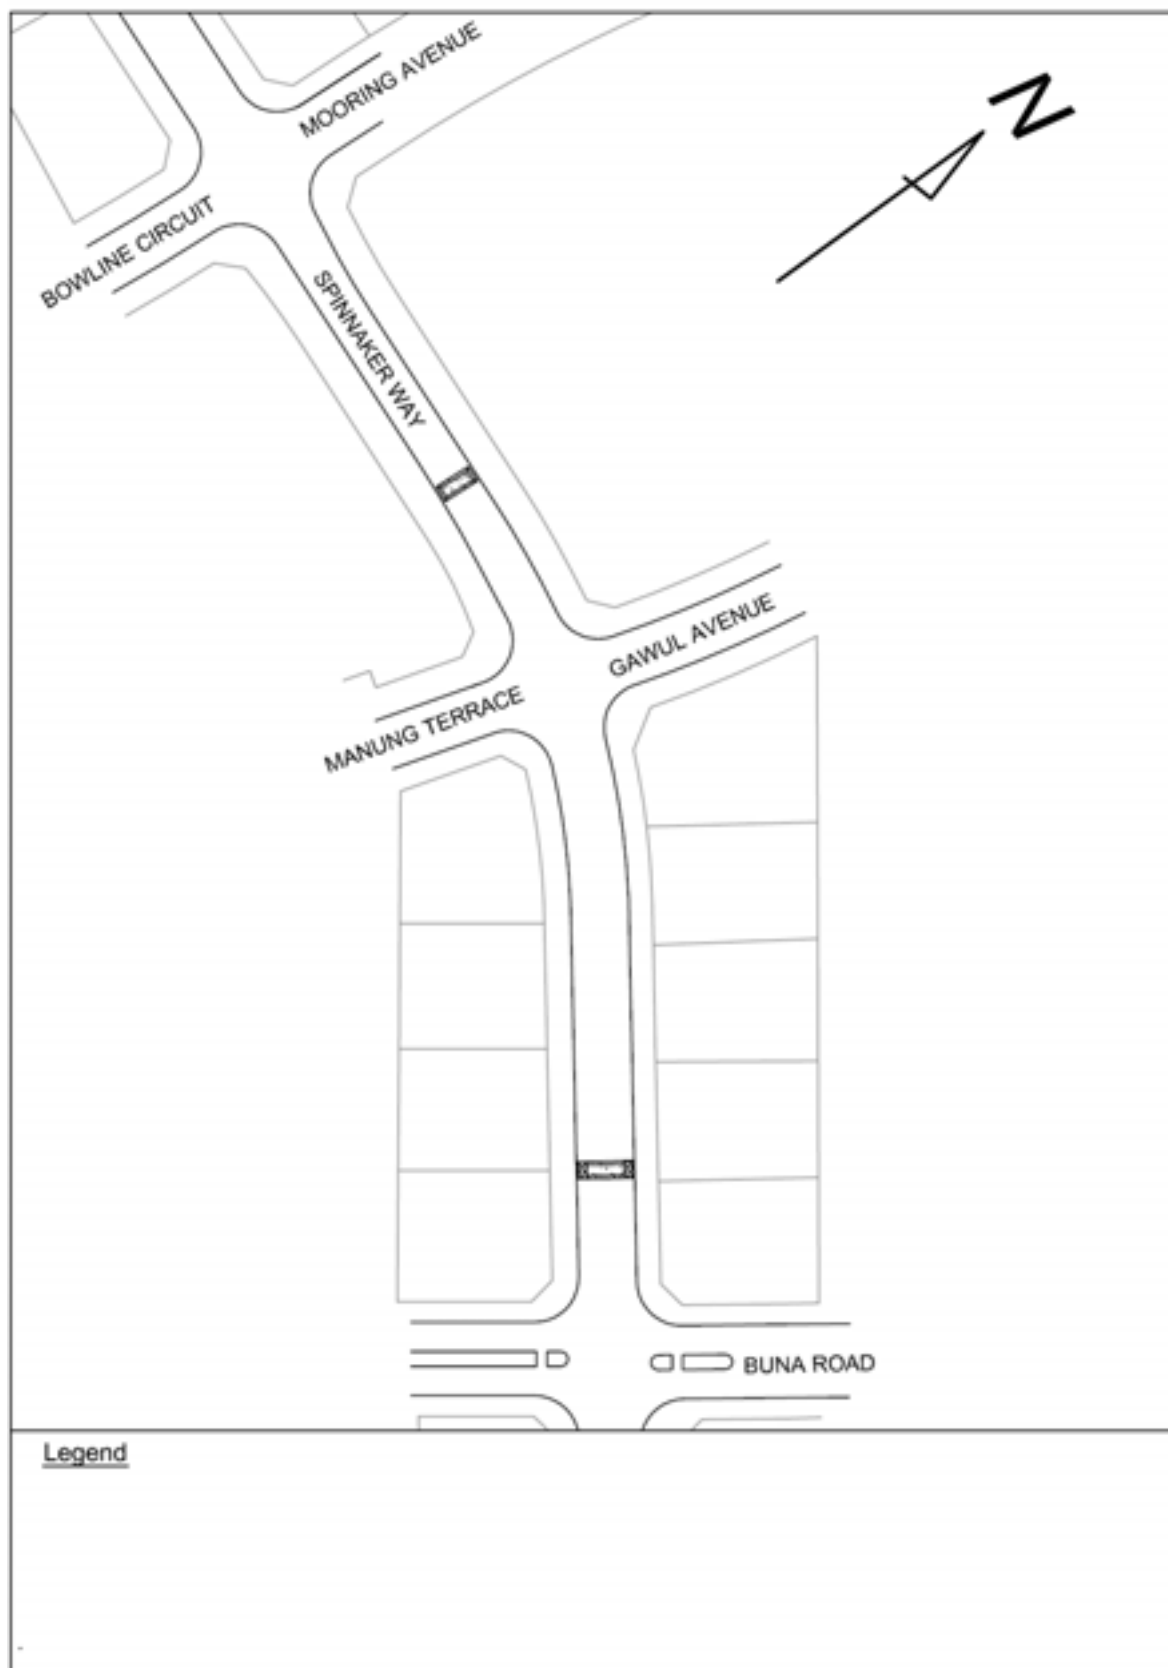 MOORING AVENUE
N
BOWLINE CIRCUIT
SPINNAKER WAY
GAWUL AVENUE
MANUNG TERRACE
BUNA ROAD
Legend